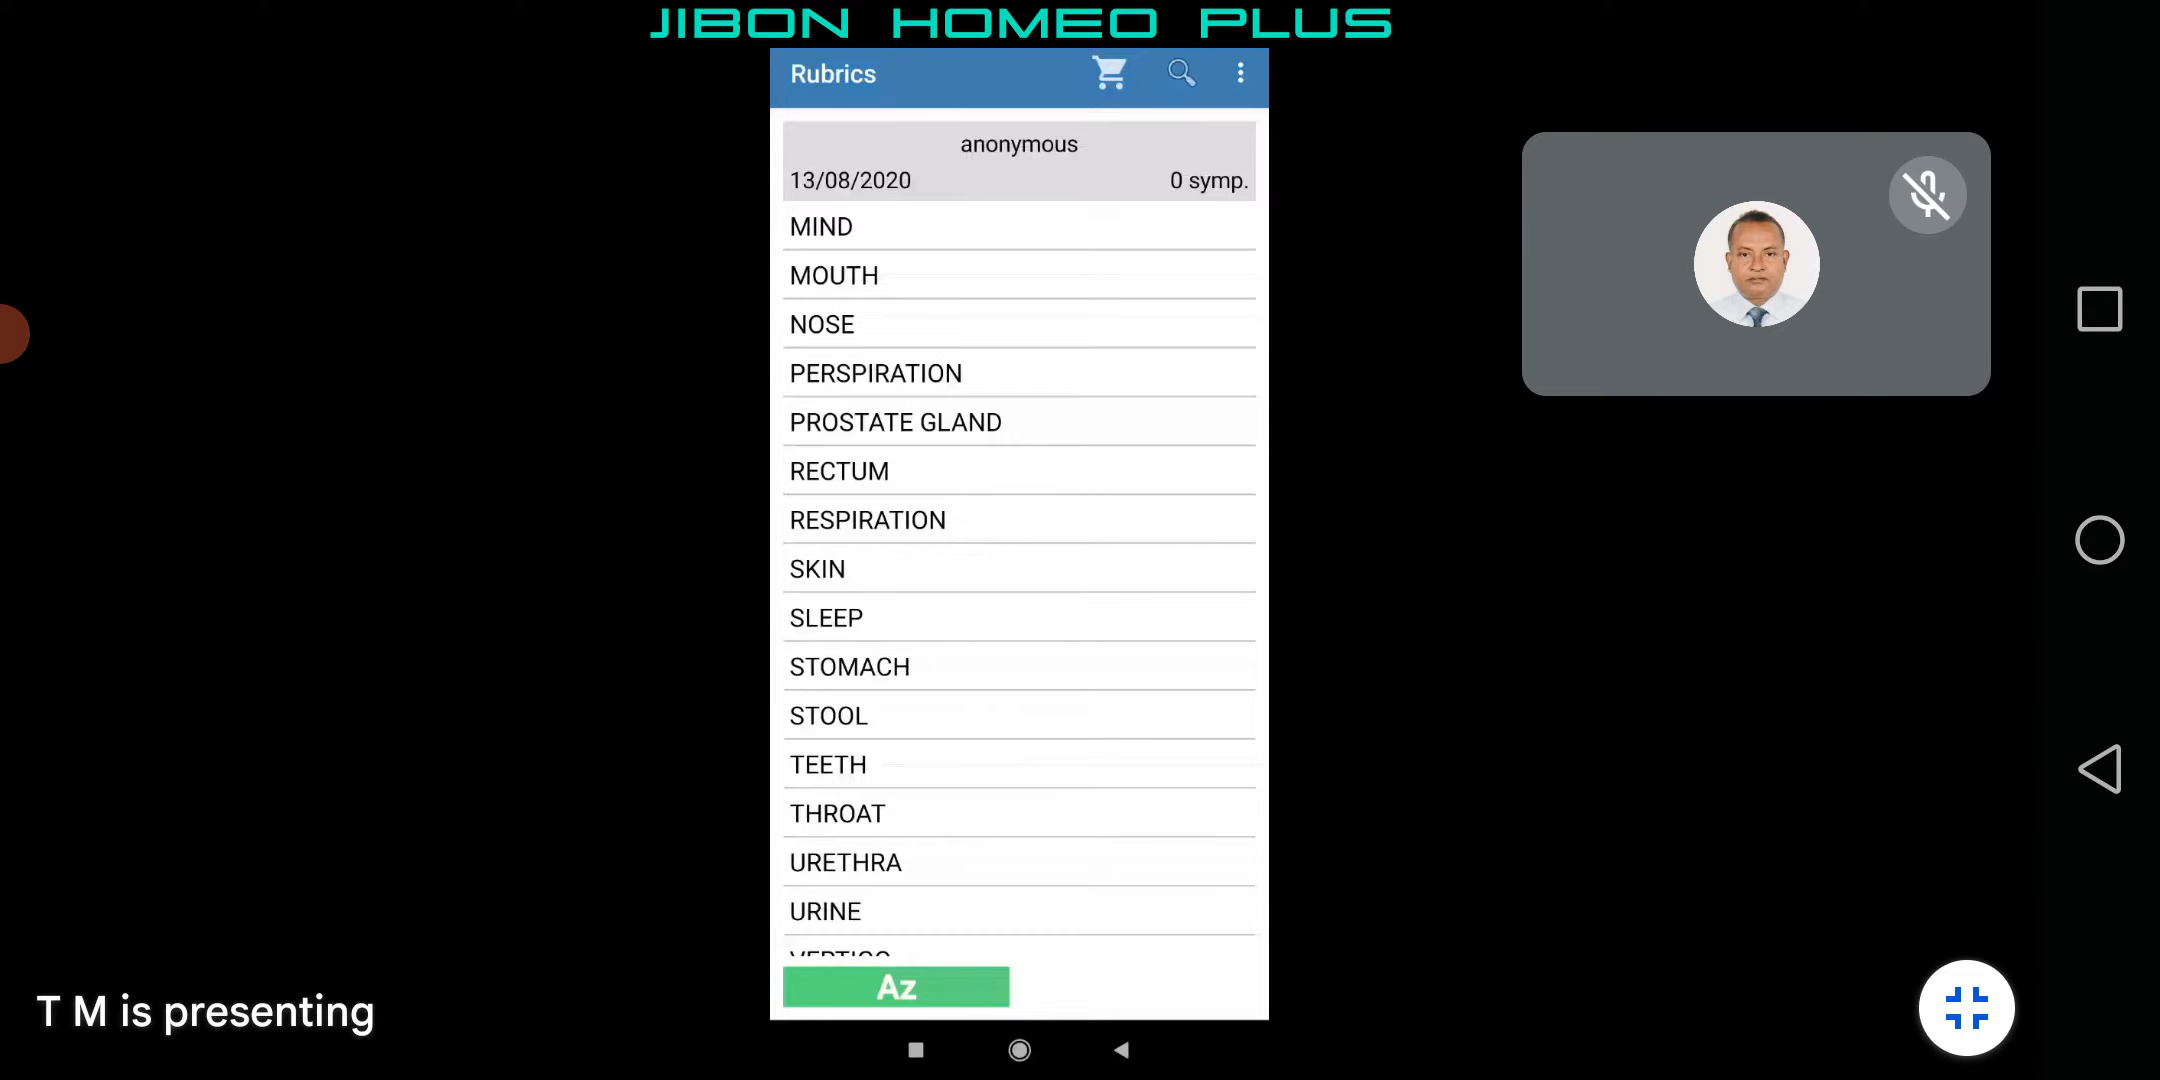 JIBON HOMEO PLUS
Rubrics
anonymous
13/08/2020 0 symp.
MIND
MOUTH
NOSE
PERSPIRATION
PROSTATE GLAND
RECTUM
RESPIRATION
SKIN
SLEEP
STOMACH
STOOL
TEETH
THROAT
URETHRA
URINE
VERTIGO
Az
T M is presenting